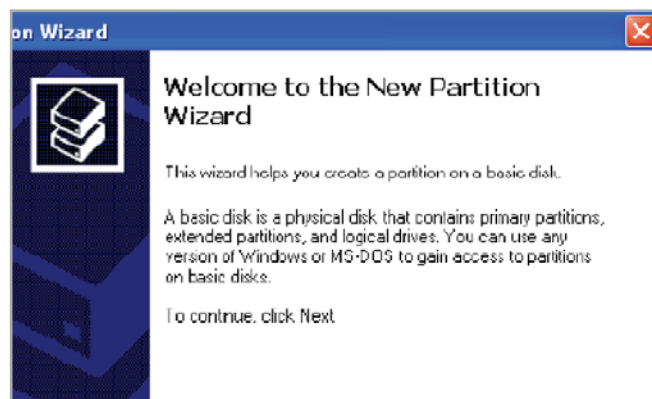 on Wizard
Welcome to the New Partition
Wizard
This wizard helps you create a partition on a basic disk.
A basic disk is a physical disk that contains primary partitions,
extended partitions, and logical drives. You can use any
version of Windows or MS-DOS to gain access to partitions
on basic disks.
To continue, click Next